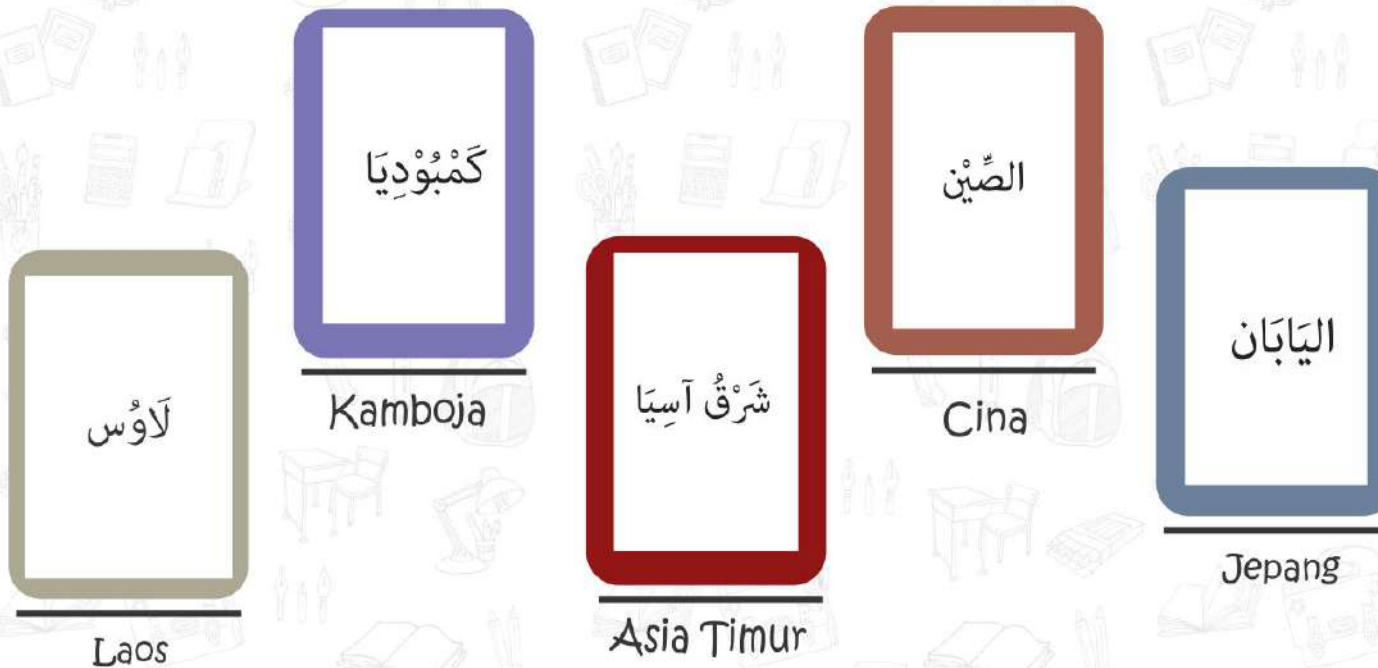 لَاوُس
Laos
كَمْبُوْدِيَا
Kamboja
شَرْقُ آسِيَا
Asia Timur
الصِّيْن
Cina
اليَابَان
Jepang